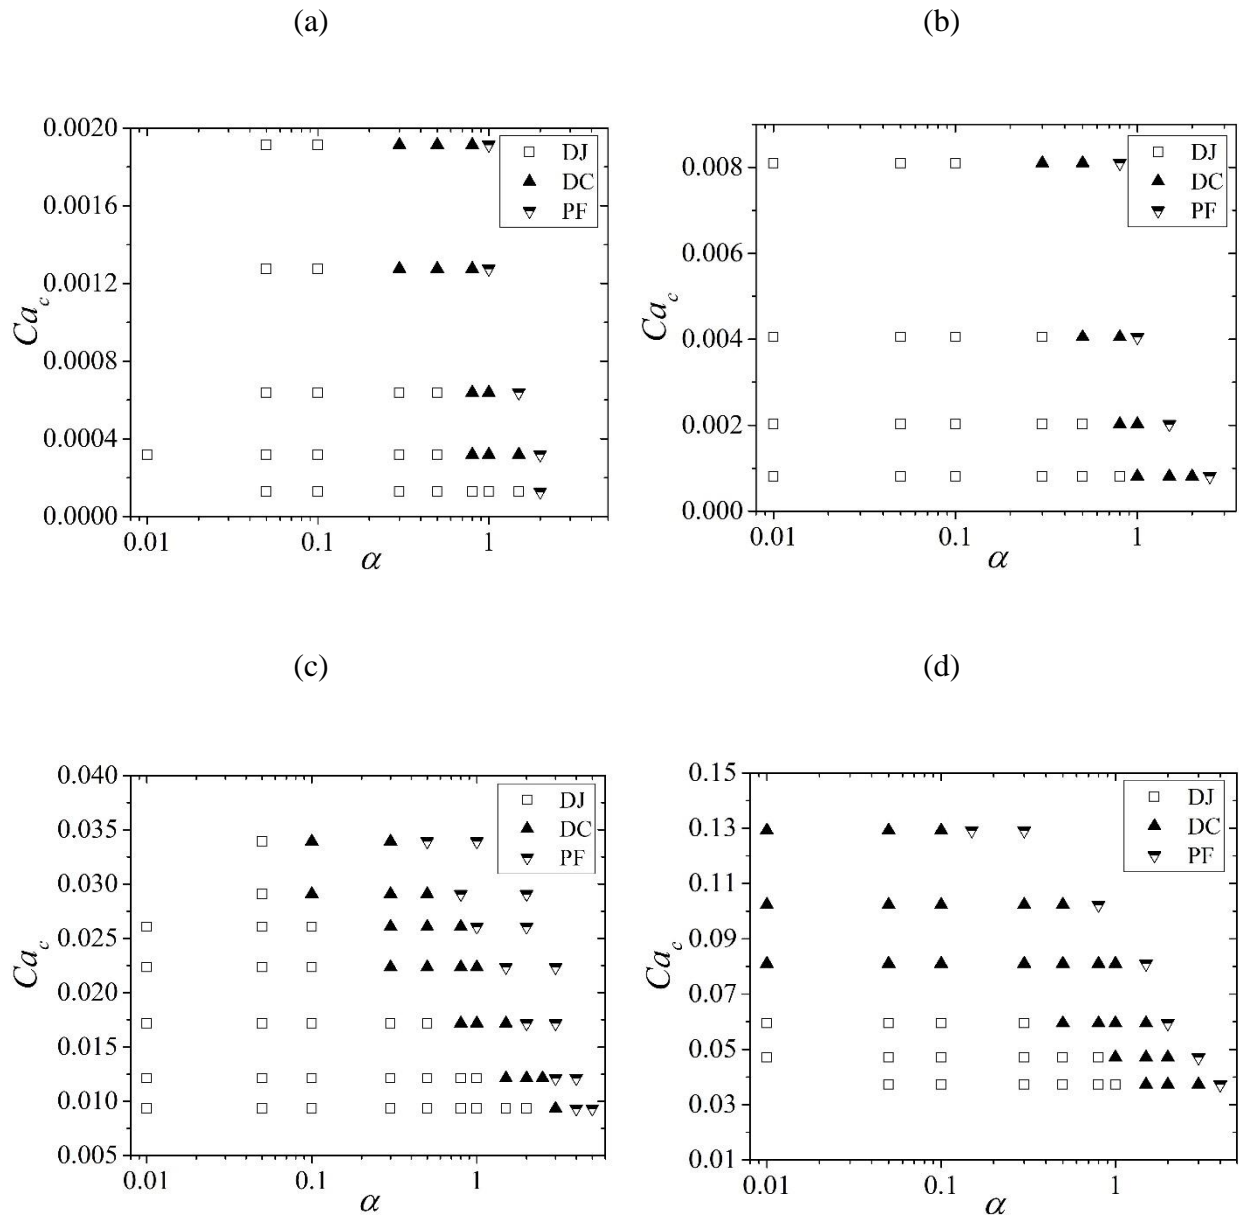 (a)
0.0020
0.0016
0.0012
0.0008
0.0004
0.0000
Ca_c
0.01
0.1
1
α
DJ
DC
PF
(b)
0.008
0.006
0.004
0.002
0.000
Ca_c
0.01
0.1
1
α
DJ
DC
PF
(c)
0.040
0.035
0.030
0.025
0.020
0.015
0.010
0.005
Ca_c
0.01
0.1
1
α
DJ
DC
PF
(d)
0.15
0.13
0.11
0.09
0.07
0.05
0.03
0.01
Ca_c
0.01
0.1
1
α
DJ
DC
PF